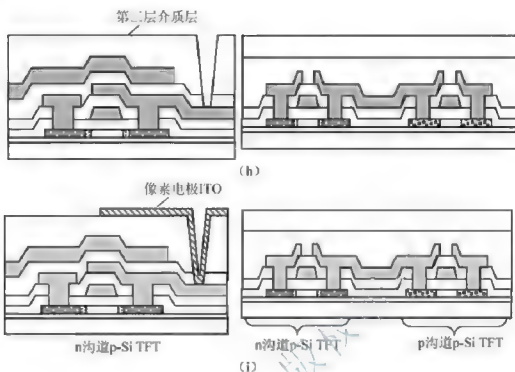 第二层介质层
(h)
像素电极ITO
n沟道p-Si TFT
n沟道p-Si TFT
p沟道p-Si TFT
(i)